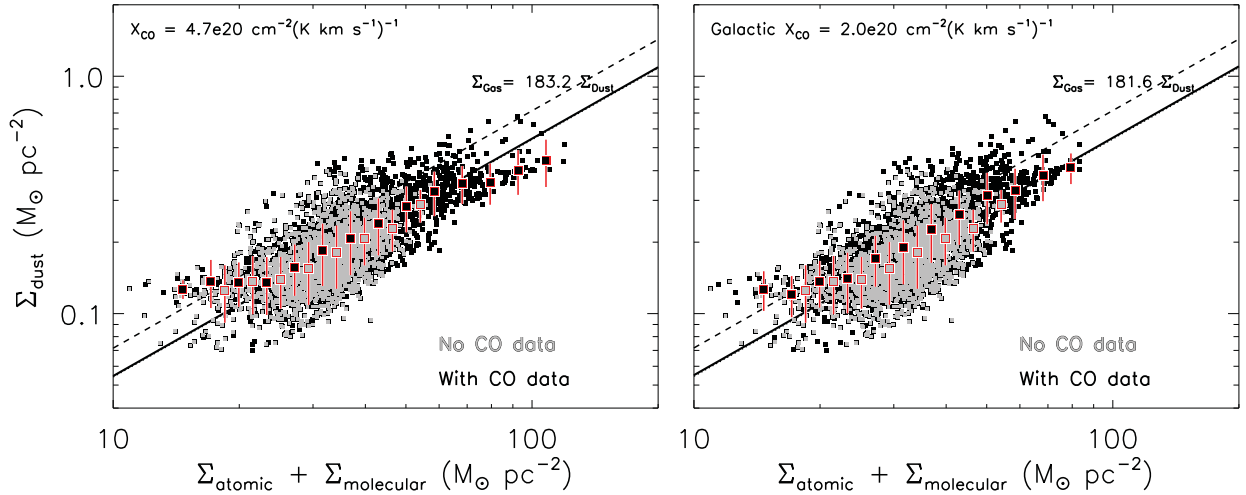 X_CO = 4.7e20 cm⁻²(K km s⁻¹)⁻¹
Σ_Gas = 183.2 Σ_Dust
1.0
0.1
Σ_dust (M_⊙ pc⁻²)
No CO data
With CO data
10
100
Σ_atomic + Σ_molecular (M_⊙ pc⁻²)
Galactic X_CO = 2.0e20 cm⁻²(K km s⁻¹)⁻¹
Σ_Gas = 181.6 Σ_Dust
No CO data
With CO data
10
100
Σ_atomic + Σ_molecular (M_⊙ pc⁻²)